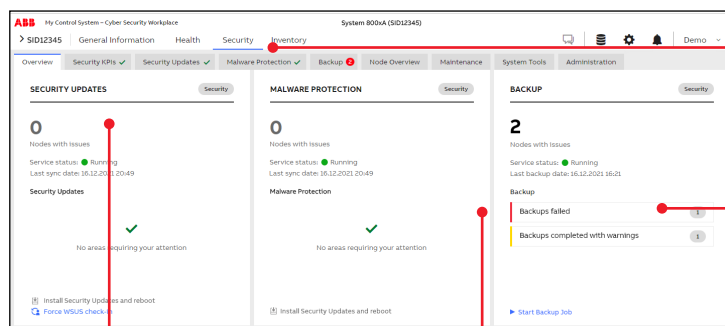 ABB My Control System – Cyber Security Workplace System 800xA (SID12345)
> SID12345 General Information Health Security Inventory Demo
Overview Security KPIs Security Updates Malware Protection Backup 2 Node Overview Maintenance System Tools Administration
SECURITY UPDATES Security MALWARE PROTECTION Security BACKUP Security
0 0 2
Nodes with issues Nodes with issues Nodes with issues
Service status: Running Service status: Running Service status: Running
Last sync date: 16.12.2021 20:49 Last sync date: 16.12.2021 20:49 Last backup date: 16.12.2021 16:21
Security Updates Malware Protection Backup
Backups failed 1
Backups completed with warnings 1
No areas requiring your attention No areas requiring your attention
Install Security Updates and reboot
Force WSUS check-in Install Security Updates and reboot Start Backup Job